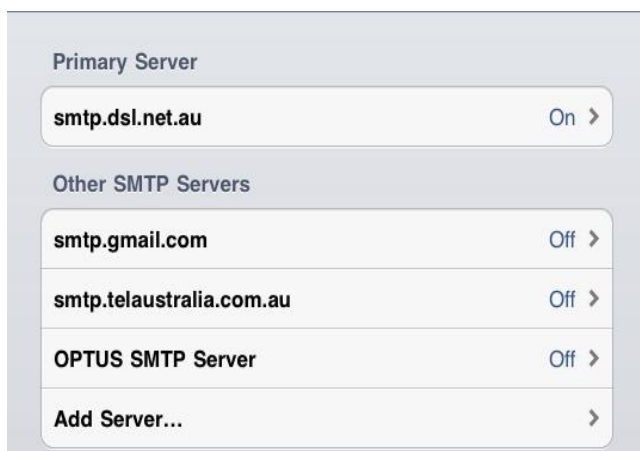 Primary Server
smtp.dsl.net.au On
Other SMTP Servers
smtp.gmail.com Off
smtp.telaustralia.com.au Off
OPTUS SMTP Server Off
Add Server...